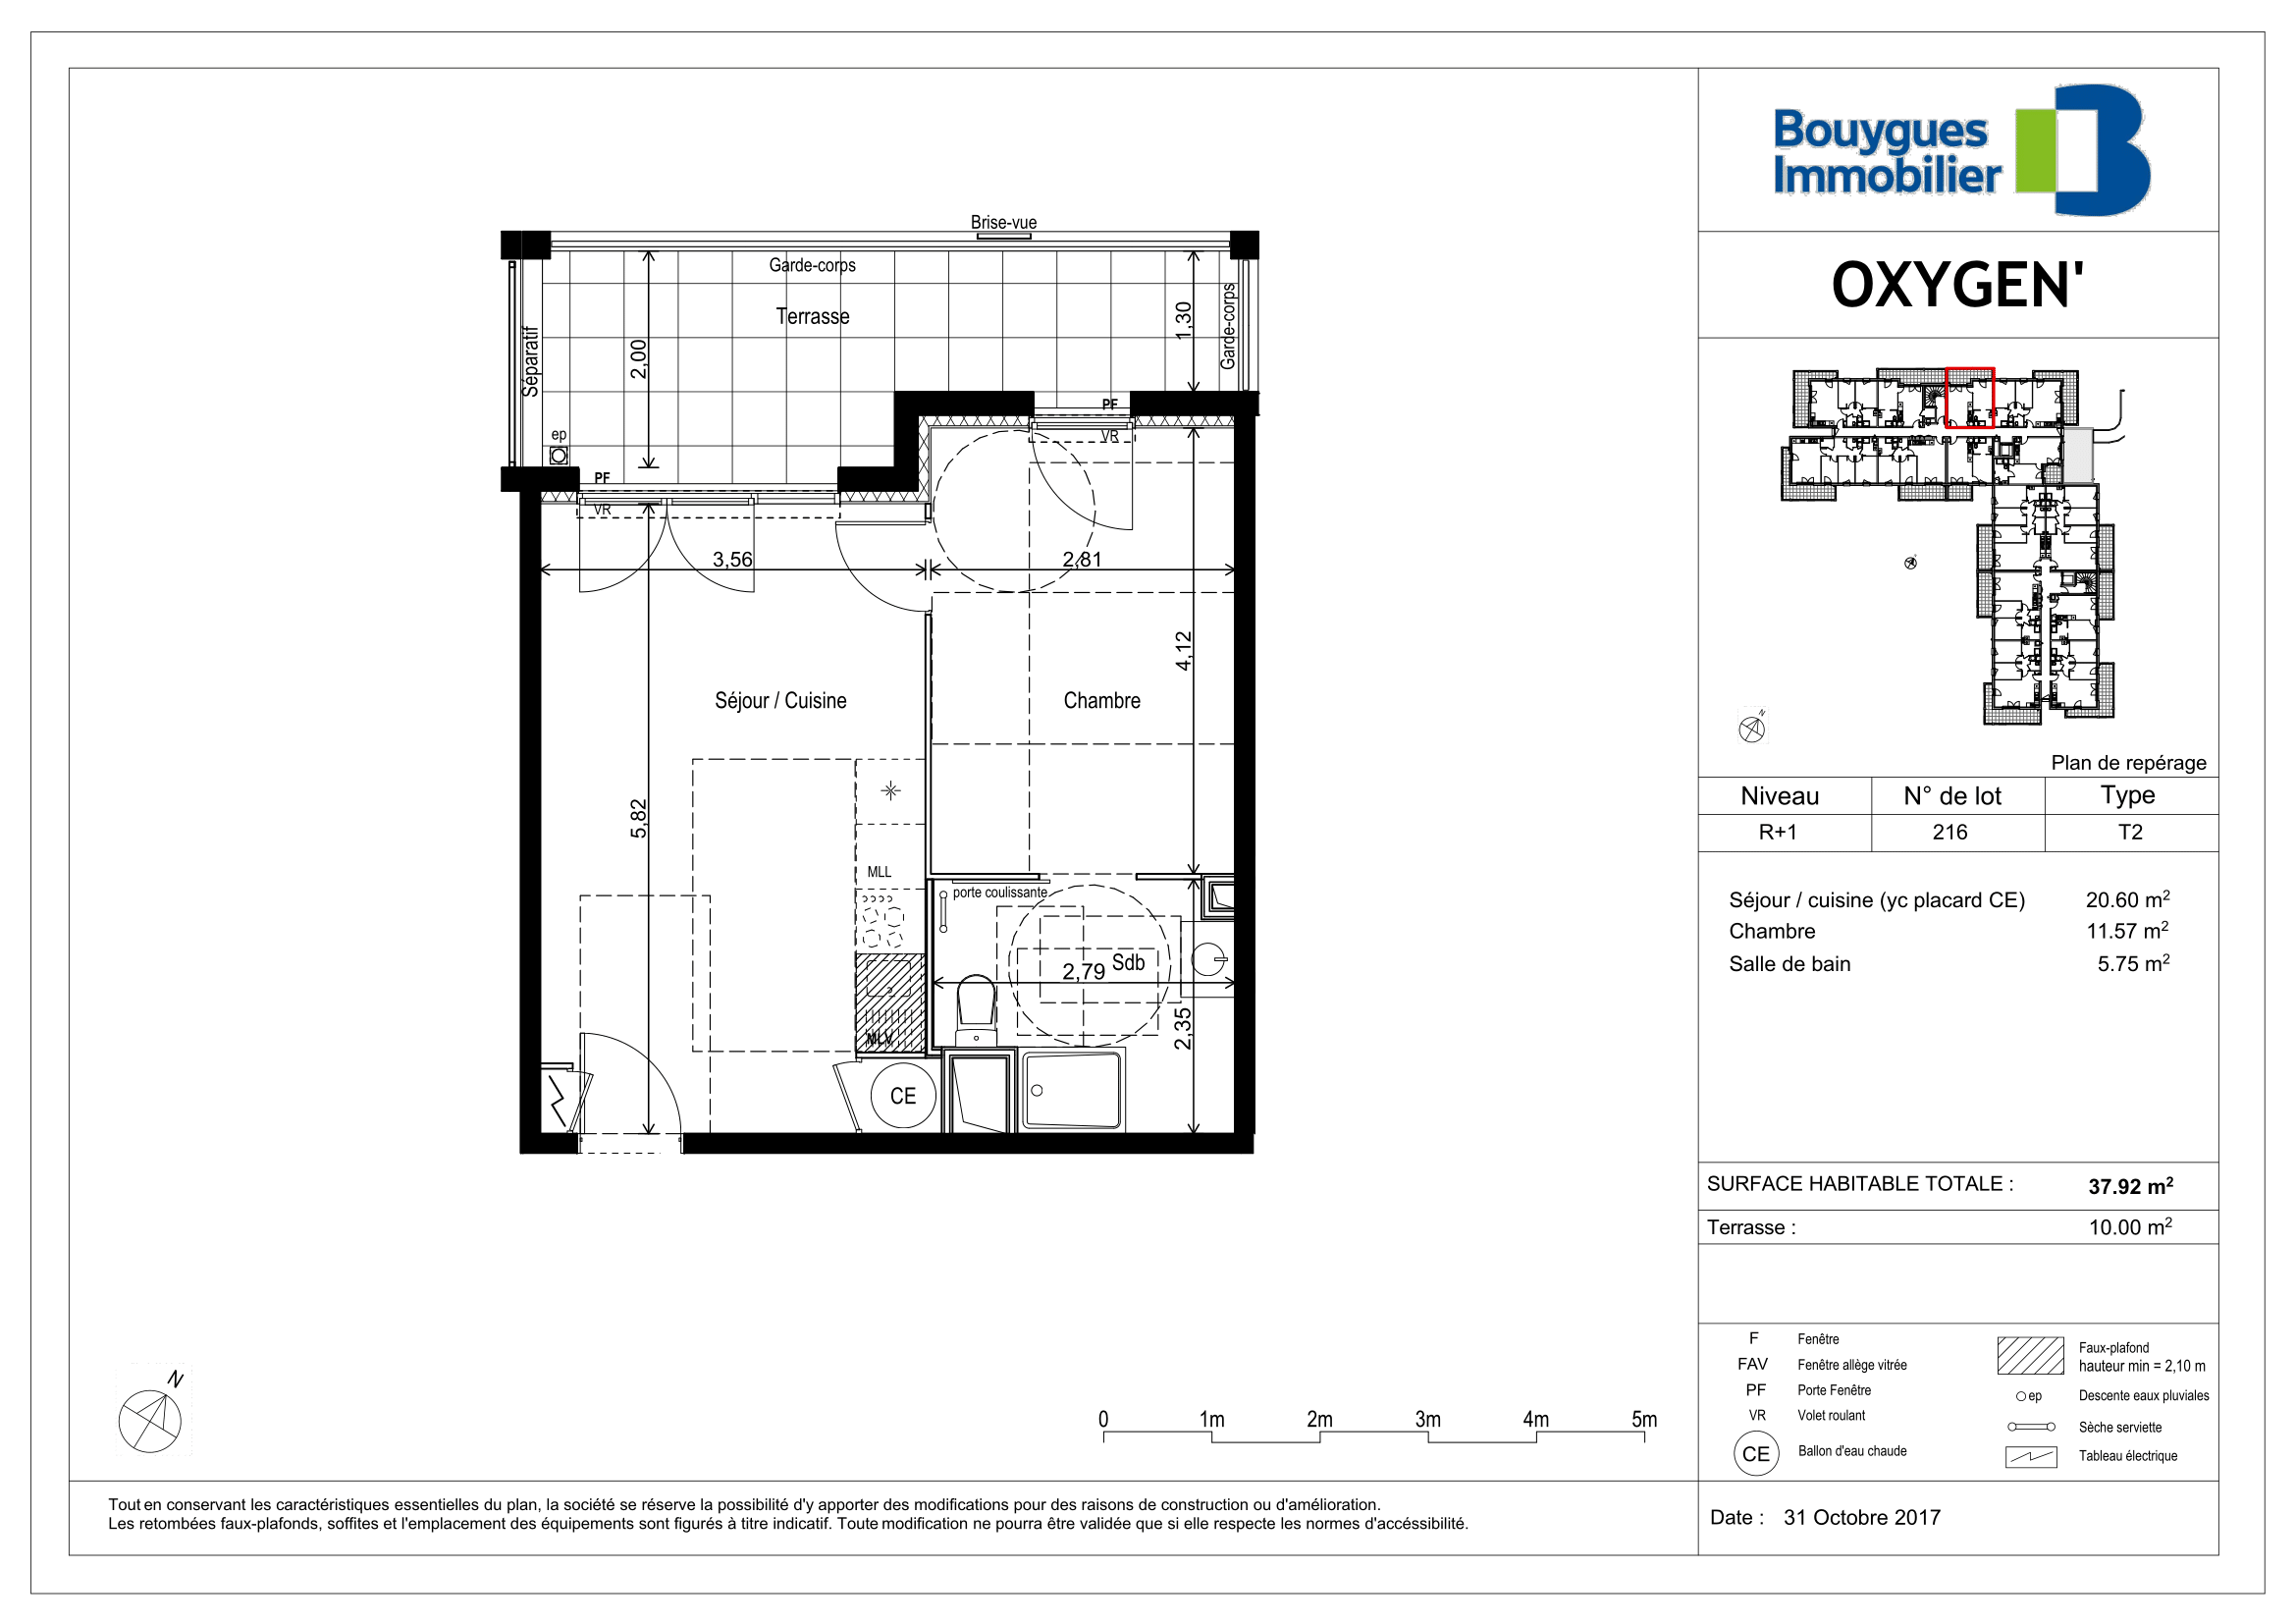 Brise-vue
Garde-corps
Terrasse
Séparatif
2,00
1,30
Garde-corps
ep
PF
VR
PF
VR
3,56
2,81
4,12
Séjour / Cuisine
Chambre
5,82
MLL
porte coulissante
Sdb
2,79
2,35
MLV
CE
N
0 1m 2m 3m 4m 5m
Tout en conservant les caractéristiques essentielles du plan, la société se réserve la possibilité d'y apporter des modifications pour des raisons de construction ou d'amélioration.
Les retombées faux-plafonds, soffites et l'emplacement des équipements sont figurés à titre indicatif. Toute modification ne pourra être validée que si elle respecte les normes d'accéssibilité.
Bouygues
Immobilier
OXYGEN'
N
Plan de repérage
Niveau N° de lot Type
R+1 216 T2
Séjour / cuisine (yc placard CE) 20.60 m²
Chambre 11.57 m²
Salle de bain 5.75 m²
SURFACE HABITABLE TOTALE : 37.92 m²
Terrasse : 10.00 m²
F Fenêtre
FAV Fenêtre allège vitrée
PF Porte Fenêtre
VR Volet roulant
CE Ballon d'eau chaude
Faux-plafond
hauteur min = 2,10 m
ep Descente eaux pluviales
Sèche serviette
Tableau électrique
Date : 31 Octobre 2017